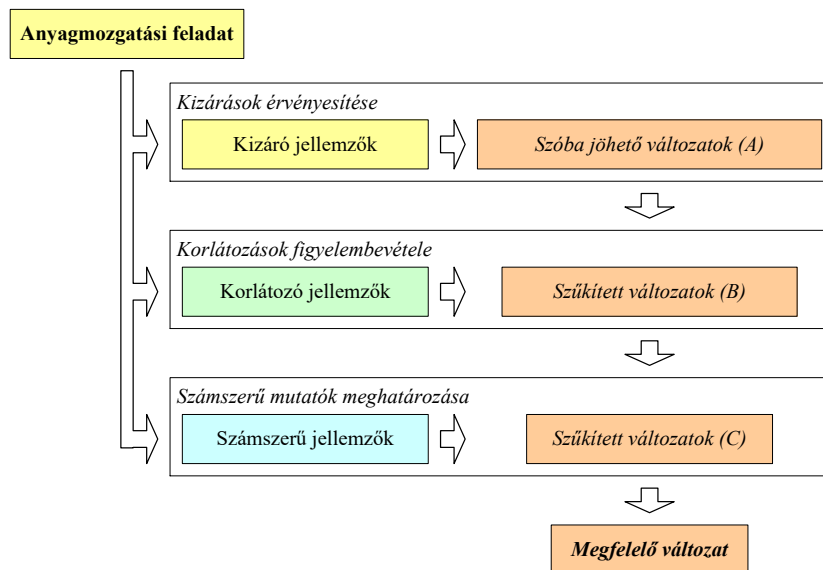 Anyagmozgatási feladat
Kizárások érvényesítése
Kizáró jellemzők
Szóba jöhető változatok (A)
Korlátozások figyelembevétele
Korlátozó jellemzők
Szűkített változatok (B)
Számszerű mutatók meghatározása
Számszerű jellemzők
Szűkített változatok (C)
Megfelelő változat